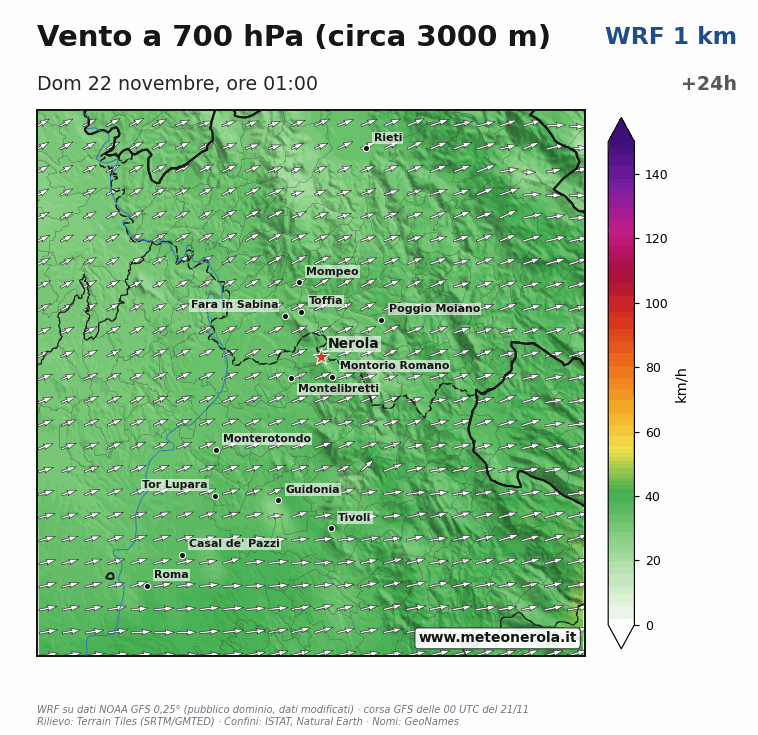 Vento a 700 hPa (circa 3000 m)
WRF 1 km
Dom 22 novembre, ore 01:00
+24h
Rieti
Mompeo
Fara in Sabina
Toffia
Poggio Moiano
Nerola
Montorio Romano
Montelibretti
Monterotondo
Tor Lupara
Guidonia
Tivoli
Casal de' Pazzi
Roma
www.meteonerola.it
140
120
100
80
60
40
20
0
km/h
WRF su dati NOAA GFS 0,25° (pubblico dominio, dati modificati) · corsa GFS delle 00 UTC del 21/11
Rilievo: Terrain Tiles (SRTM/GMTED) · Confini: ISTAT, Natural Earth · Nomi: GeoNames